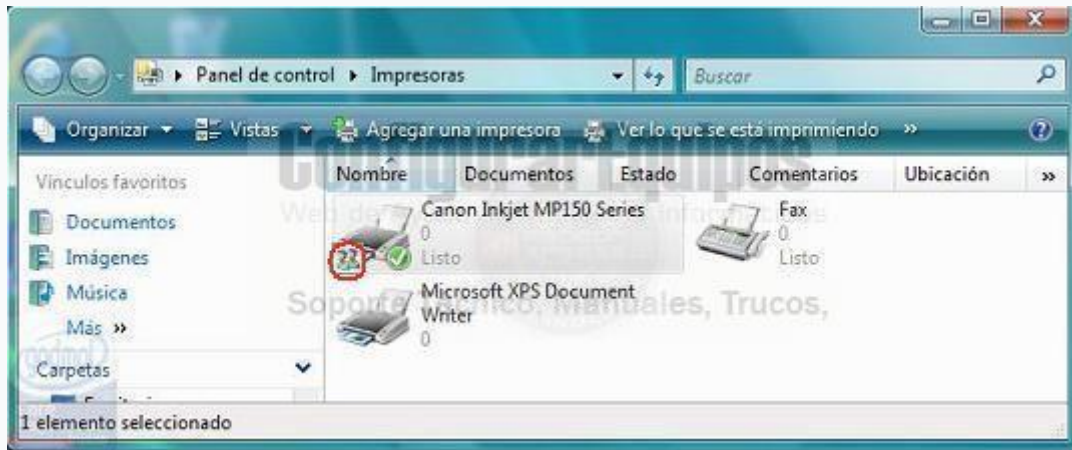 Panel de control ▸ Impresoras
Buscar
Organizar Vistas Agregar una impresora Ver lo que se está imprimiendo »
ConfigurarEquipos
Vínculos favoritos
Documentos
Imágenes
Música
Más »
Carpetas
Nombre Documentos Estado Comentarios Ubicación »
Canon Inkjet MP150 Series
0
Listo
Fax
0
Listo
Microsoft XPS Document
Writer
0
Soporte Técnico, Manuales, Trucos,
1 elemento seleccionado